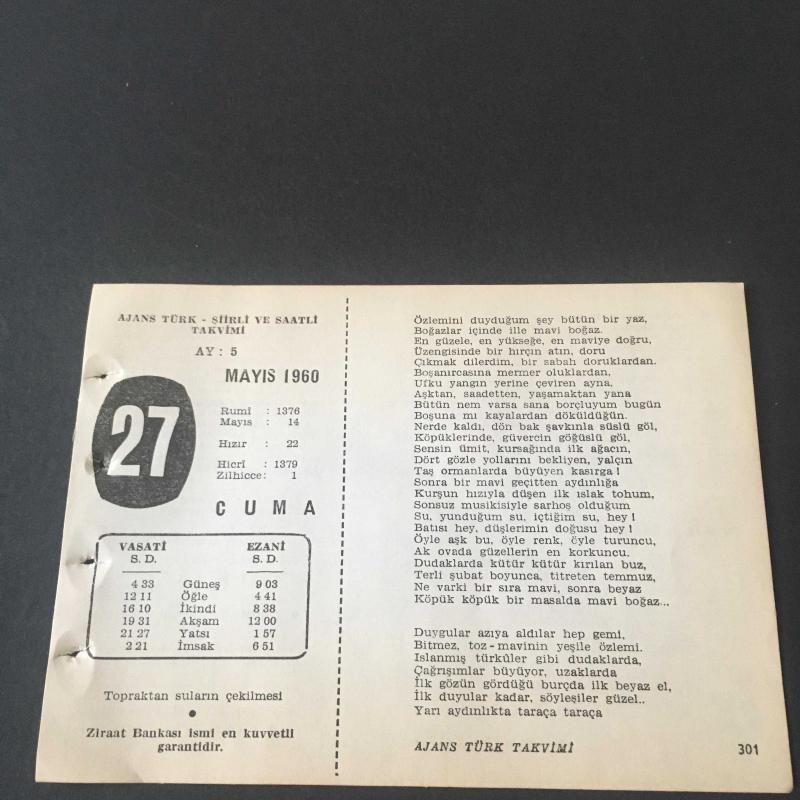 AJANS TÜRK - ŞİİRLİ VE SAATLİ
TAKVİMİ
AY : 5
MAYIS 1960
27
Rumî : 1376
Mayıs : 14
Hızır : 22
Hicrî : 1379
Zilhicce: 1
CUMA
VASATİ EZANİ
S. D. S. D.
4 33 Güneş 9 03
12 11 Öğle 4 41
16 10 İkindi 8 38
19 31 Akşam 12 00
21 27 Yatsı 1 57
2 21 İmsak 6 51
Topraktan suların çekilmesi
●
Ziraat Bankası ismi en kuvvetli
garantidir.
Özlemini duyduğum şey bütün bir yaz,
Boğazlar içinde ille mavi boğaz.
En güzele, en yükseğe, en maviye doğru,
Üzengisinde bir hırçın atın, doru
Çıkmak dilerdim, bir sabah doruklardan.
Boşanırcasına mermer oluklardan,
Ufku yangın yerine çeviren ayna,
Aşktan, saadetten, yaşamaktan yana
Bütün nem varsa sana borçluyum bugün
Boşuna mı kayalardan döküldüğün.
Nerde kaldı, dön bak şavkınla süslü göl,
Köpüklerinde, güvercin göğüslü göl,
Sensin ümit, kursağında ilk ağacın,
Dört gözle yollarını bekliyen, yalçın
Taş ormanlarda büyüyen kasırga !
Sonra bir mavi geçitten aydınlığa
Kurşun hızıyla düşen ilk ıslak tohum,
Sonsuz musikisiyle sarhoş olduğum
Su, yunduğum su, içtiğim su, hey !
Batısı hey, düşlerimin doğusu hey !
Öyle aşk bu, öyle renk, öyle turuncu,
Ak ovada güzellerin en korkuncu.
Dudaklarda kütür kütür kırılan buz,
Terli şubat boyunca, titreten temmuz,
Ne varki bir sıra mavi, sonra beyaz
Köpük köpük bir masalda mavi boğaz...
Duygular azıya aldılar hep gemi,
Bitmez, toz - mavinin yeşile özlemi.
Islanmış türküler gibi dudaklarda,
Çağrışımlar büyüyor, uzaklarda
İlk gözün gördüğü burçda ilk beyaz el,
İlk duyular kadar, söyleşiler güzel..
Yarı aydınlıkta taraça taraça
AJANS TÜRK TAKVİMİ 301